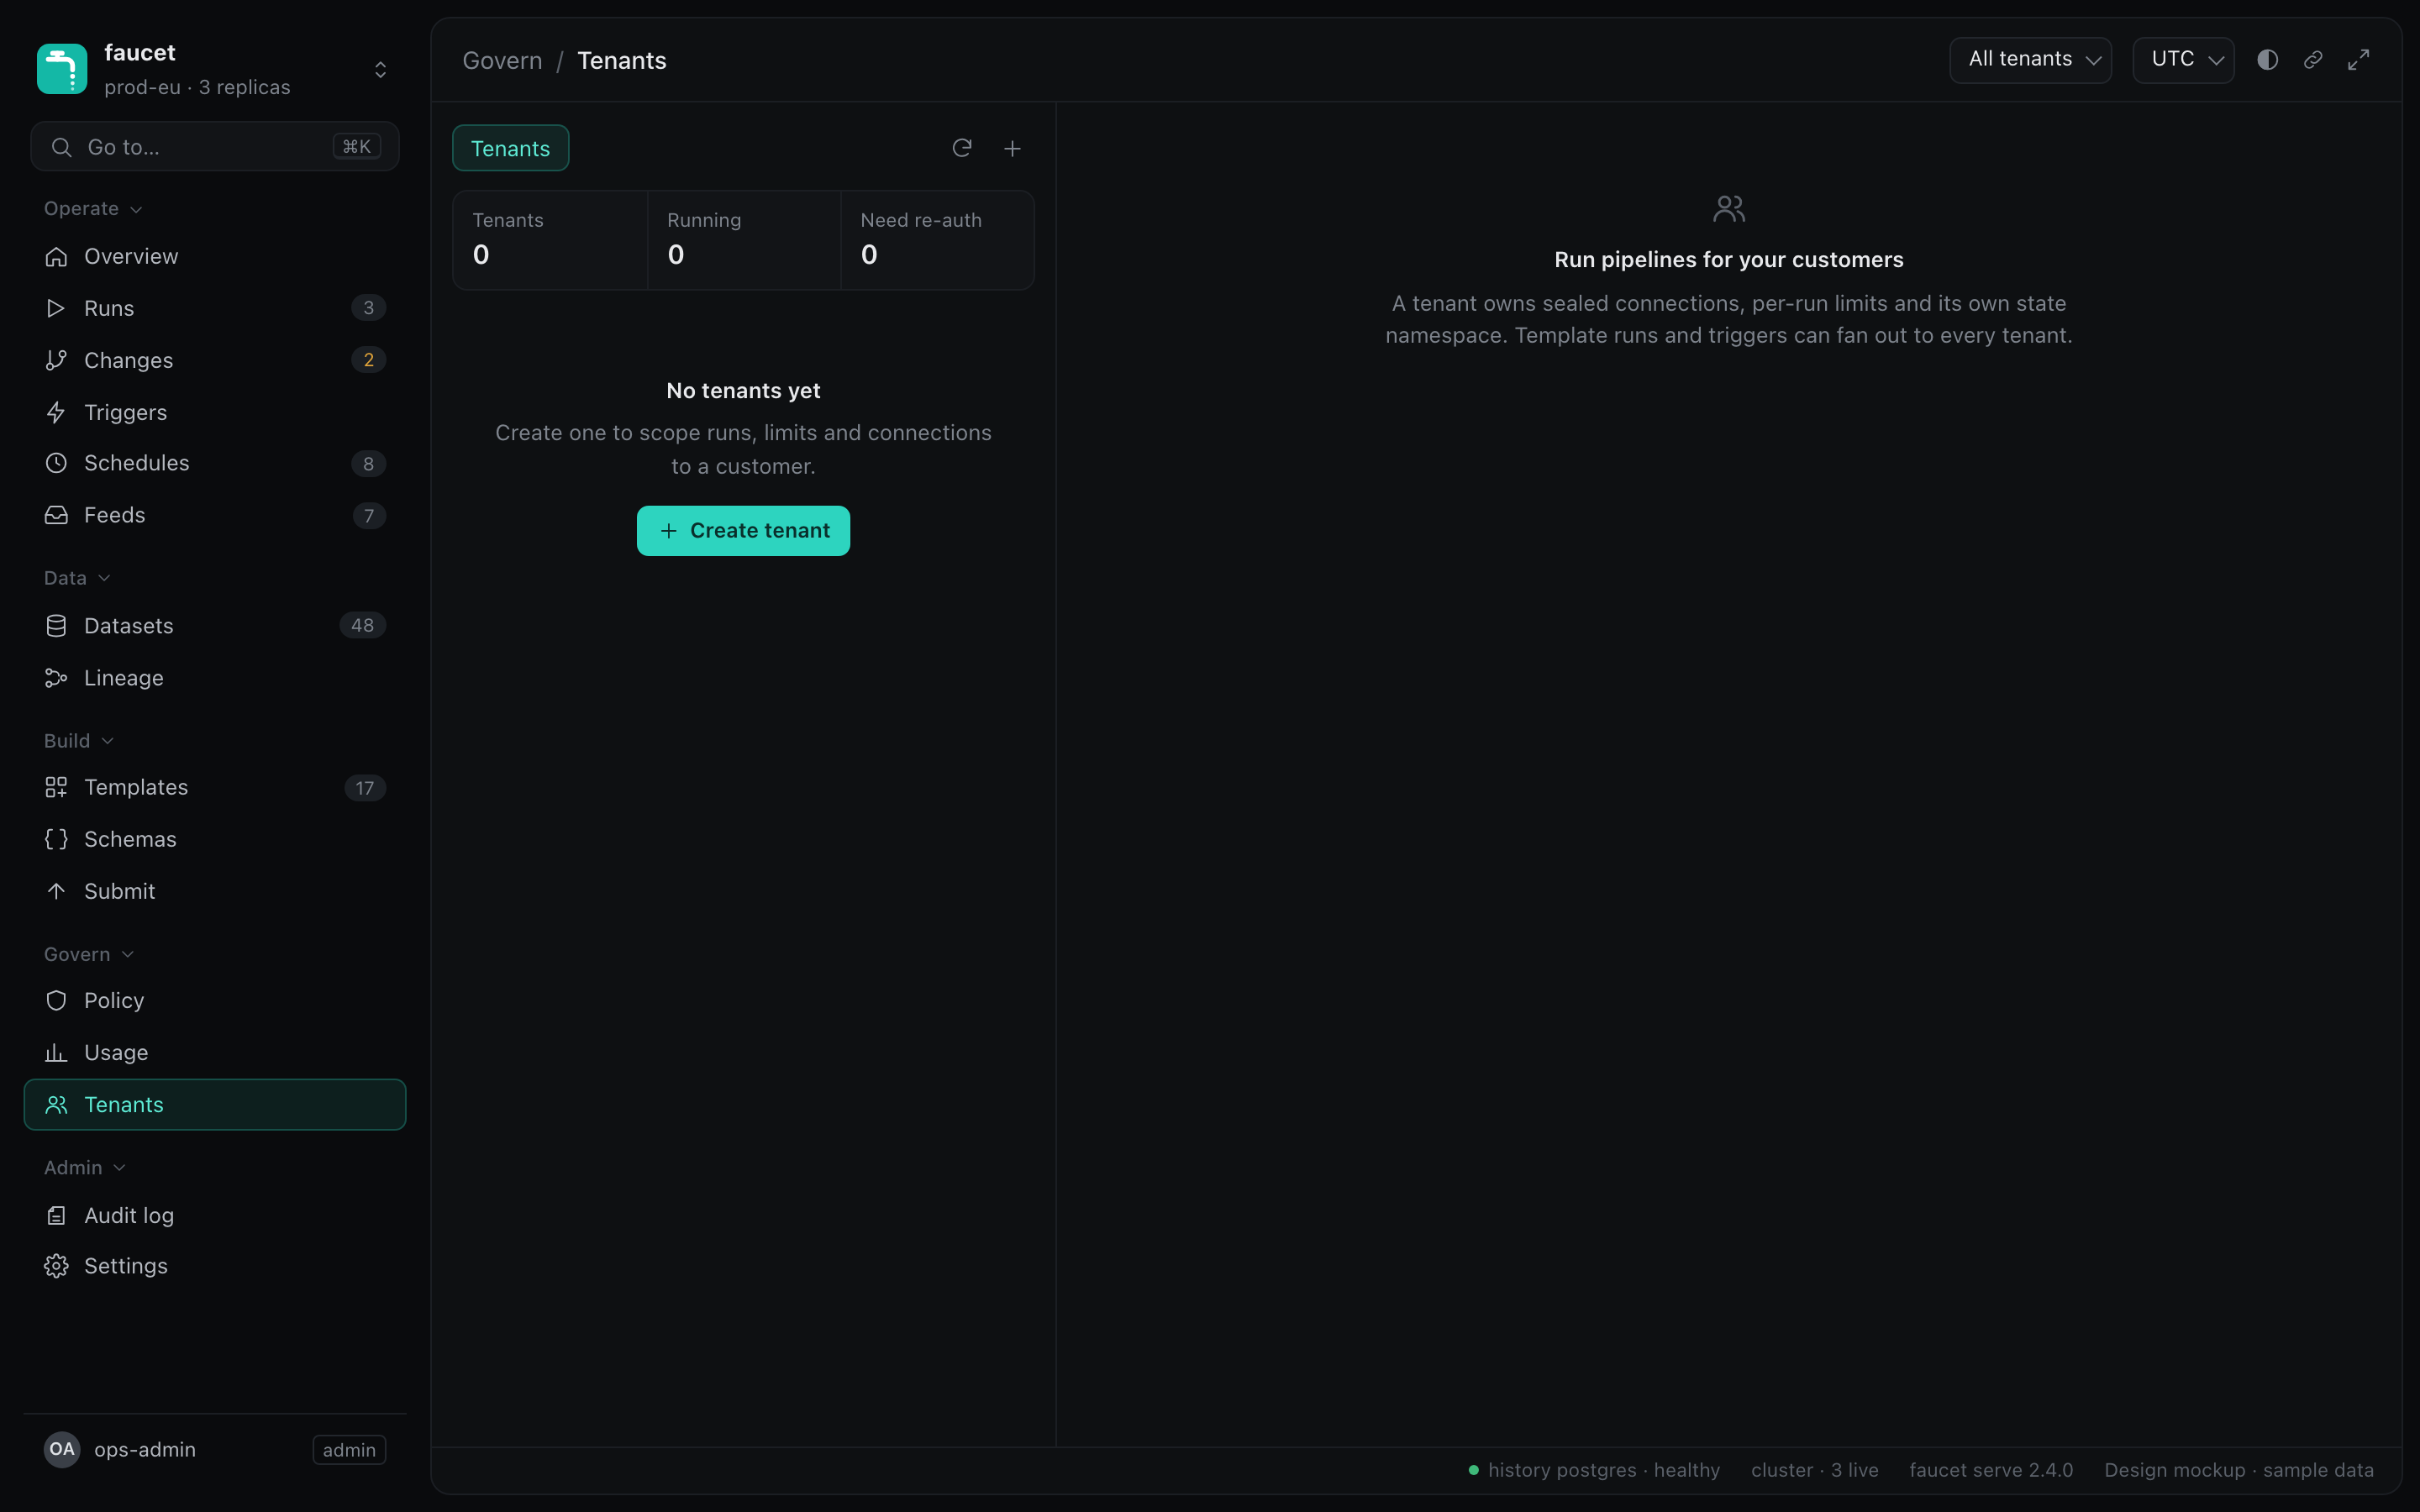 faucet
prod-eu · 3 replicas
Go to...
⌘K
Operate
Overview
Runs 3
Changes 2
Triggers
Schedules 8
Feeds 7
Data
Datasets 48
Lineage
Build
Templates 17
Schemas
Submit
Govern
Policy
Usage
Tenants
Admin
Audit log
Settings
OA ops-admin admin
Govern / Tenants
All tenants
UTC
Tenants
Tenants Running Need re-auth
0 0 0
No tenants yet
Create one to scope runs, limits and connections
to a customer.
Create tenant
Run pipelines for your customers
A tenant owns sealed connections, per-run limits and its own state
namespace. Template runs and triggers can fan out to every tenant.
history postgres · healthy cluster · 3 live faucet serve 2.4.0 Design mockup · sample data